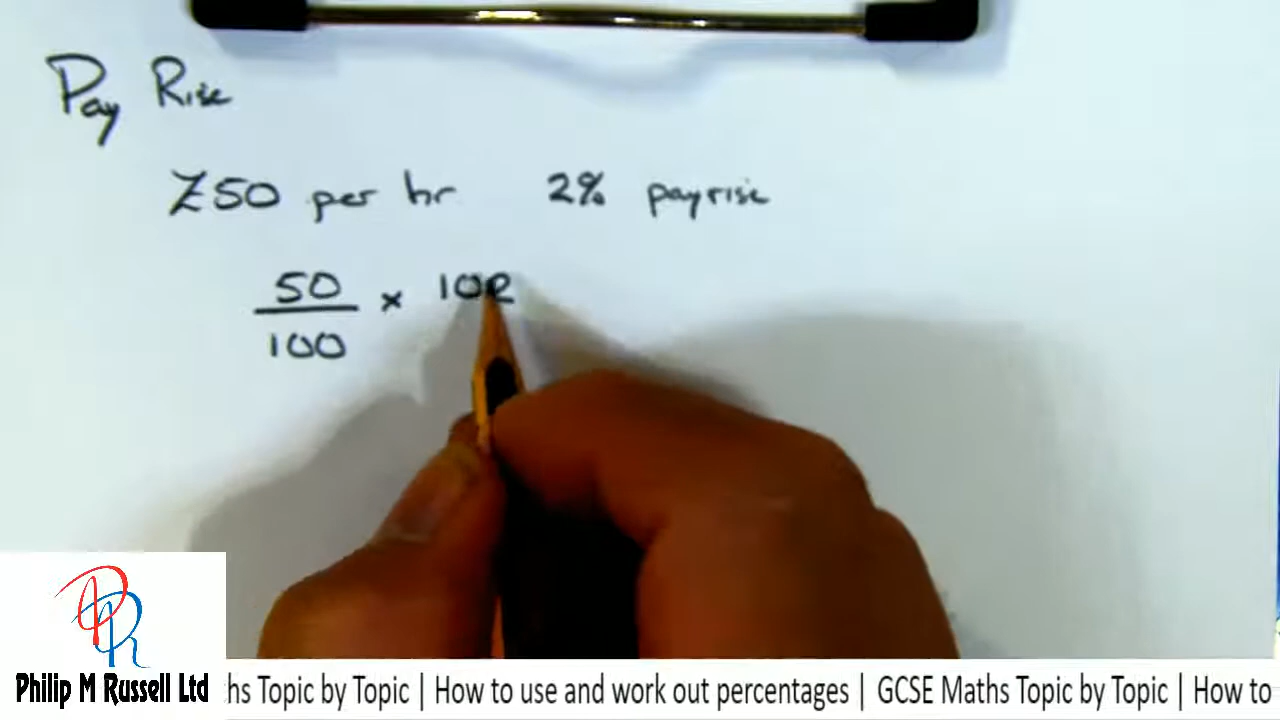 Pay Rise
£50 per hr 2% payrise
50
100
× 102
Philip M Russell Ltd
hs Topic by Topic | How to use and work out percentages | GCSE Maths Topic by Topic | How to